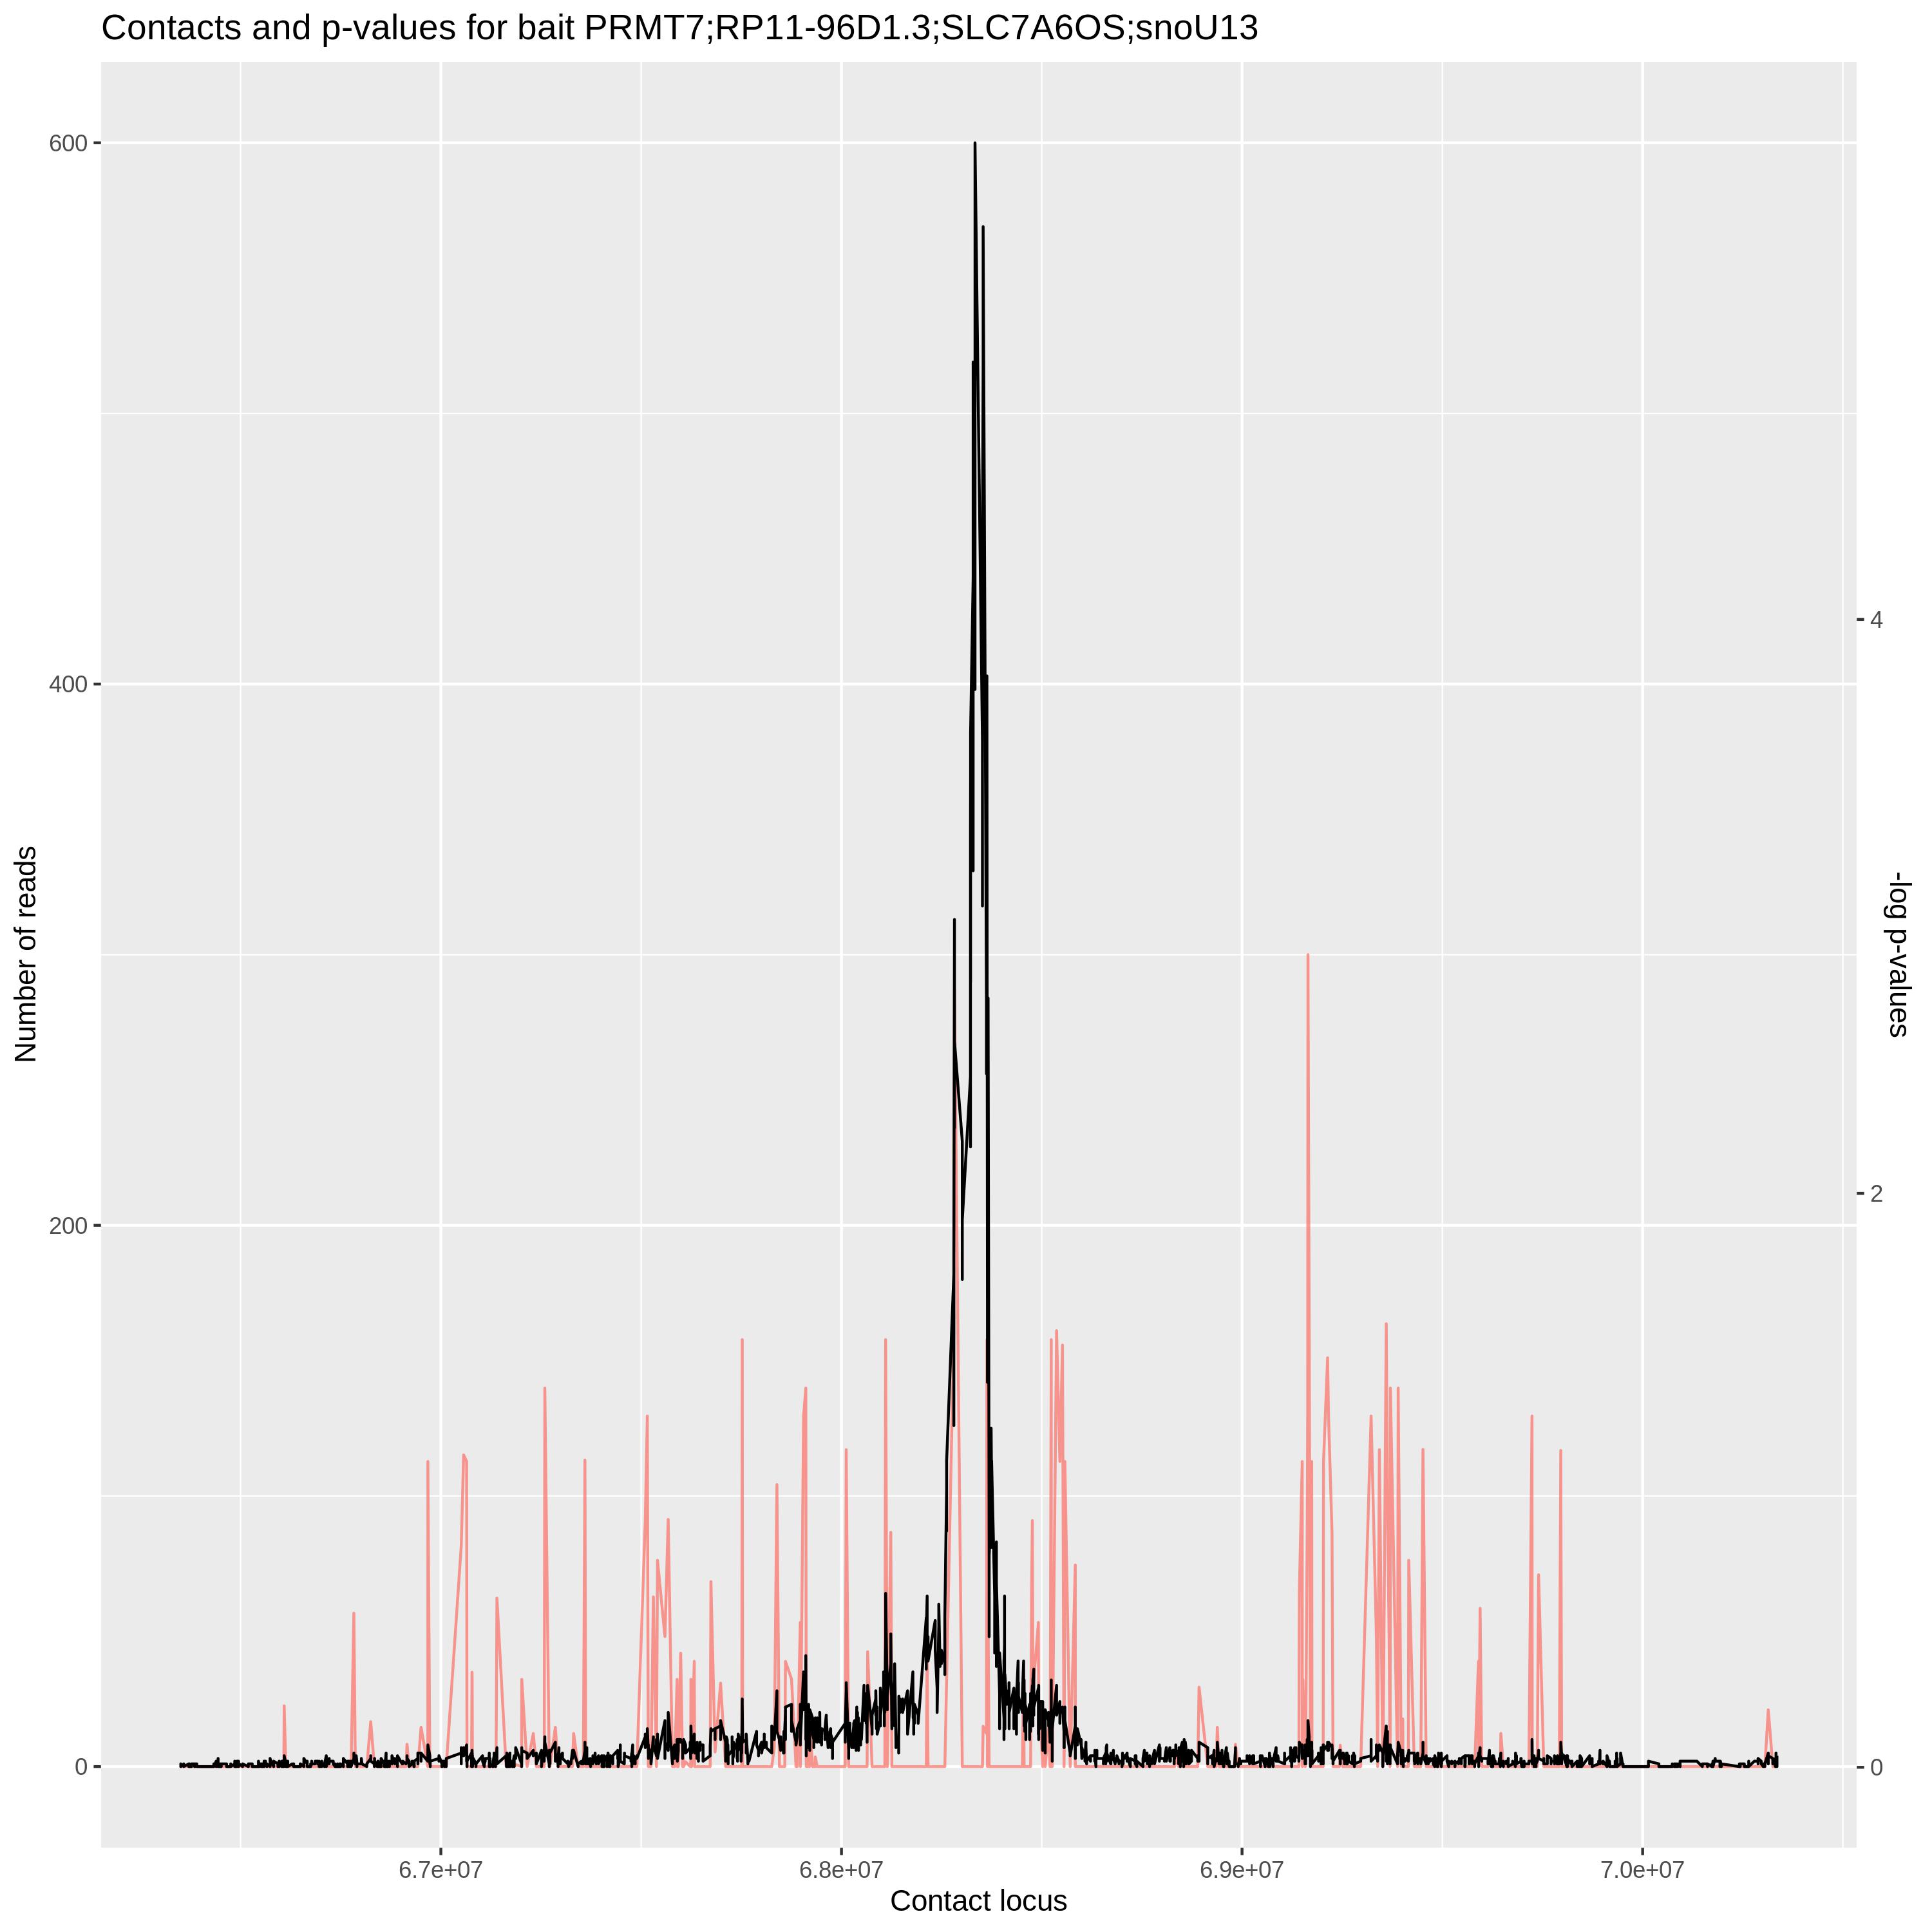 Contacts and p-values for bait PRMT7;RP11-96D1.3;SLC7A6OS;snoU13
600
400
200
0
Number of reads
4
2
0
-log p-values
6.7e+07
6.8e+07
6.9e+07
7.0e+07
Contact locus